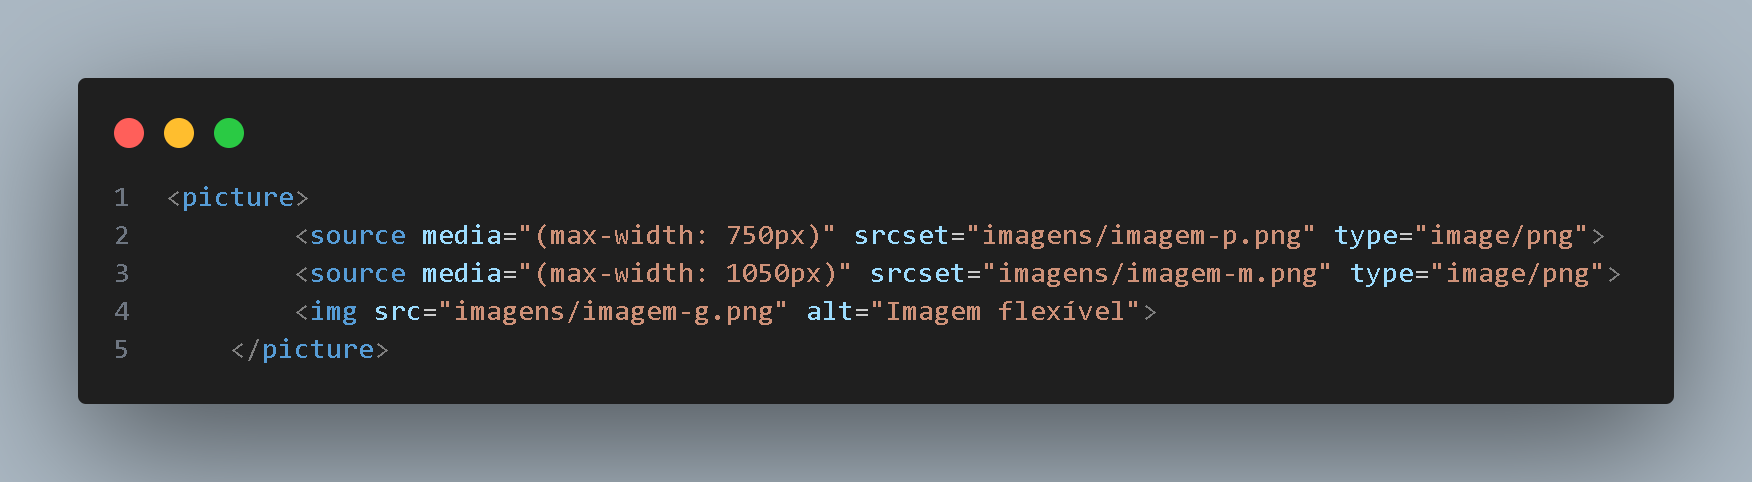 1 <picture>
2 <source media="(max-width: 750px)" srcset="imagens/imagem-p.png" type="image/png">
3 <source media="(max-width: 1050px)" srcset="imagens/imagem-m.png" type="image/png">
4 <img src="imagens/imagem-g.png" alt="Imagem flexível">
5 </picture>